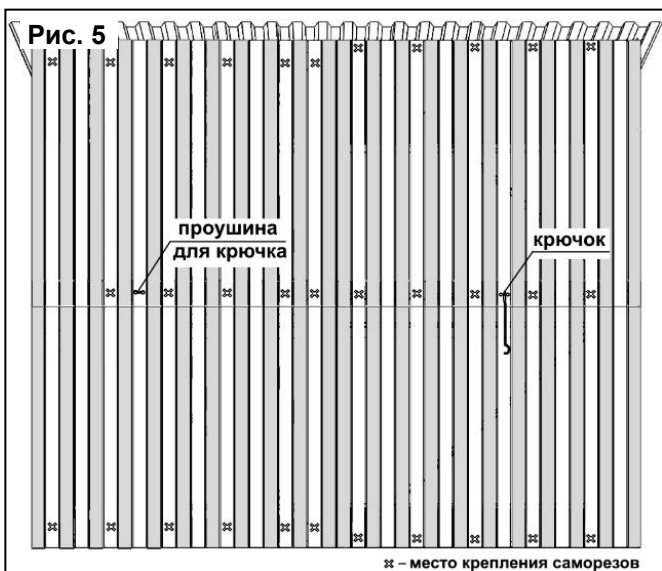 Рис. 5
проушина
для крючка
крючок
– место крепления саморезов